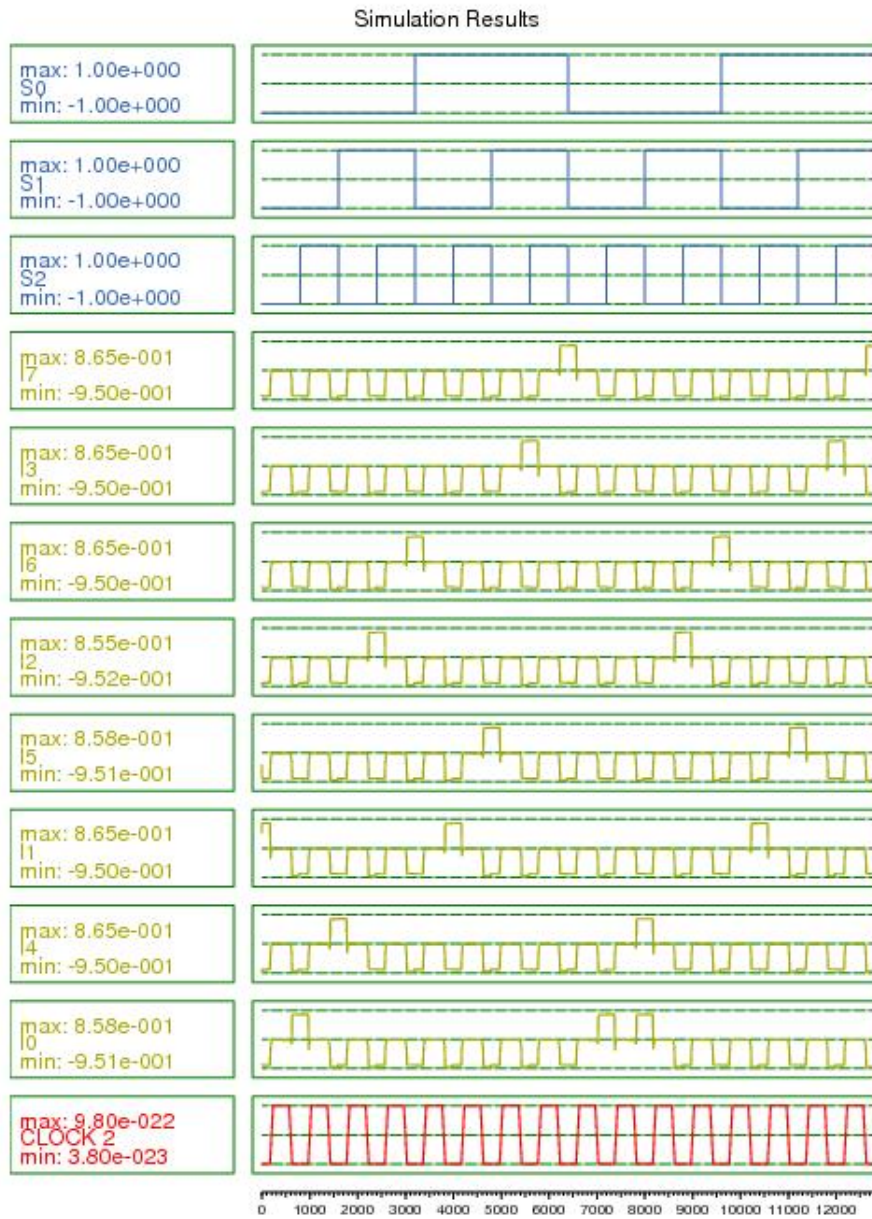 Simulation Results
max: 1.00e+000
S0
min: -1.00e+000
max: 1.00e+000
S1
min: -1.00e+000
max: 1.00e+000
S2
min: -1.00e+000
max: 8.65e-001
I7
min: -9.50e-001
max: 8.65e-001
I3
min: -9.50e-001
max: 8.65e-001
I6
min: -9.50e-001
max: 8.55e-001
I2
min: -9.52e-001
max: 8.58e-001
I5
min: -9.51e-001
max: 8.65e-001
I1
min: -9.50e-001
max: 8.65e-001
I4
min: -9.50e-001
max: 8.58e-001
I0
min: -9.51e-001
max: 9.80e-022
CLOCK 2
min: 3.80e-023
0 1000 2000 3000 4000 5000 6000 7000 8000 9000 10000 11000 12000